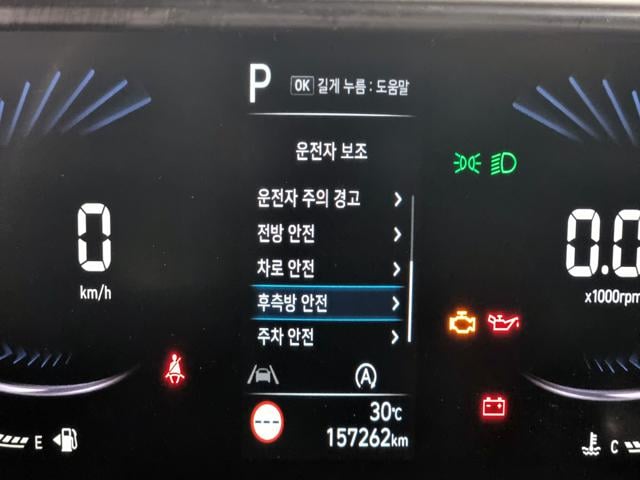 P OK 길게 누름 : 도움말
운전자 보조
운전자 주의 경고
전방 안전
차로 안전
후측방 안전
주차 안전
0
km/h
0.0
x1000rpm
A
30℃
157262km
E
C